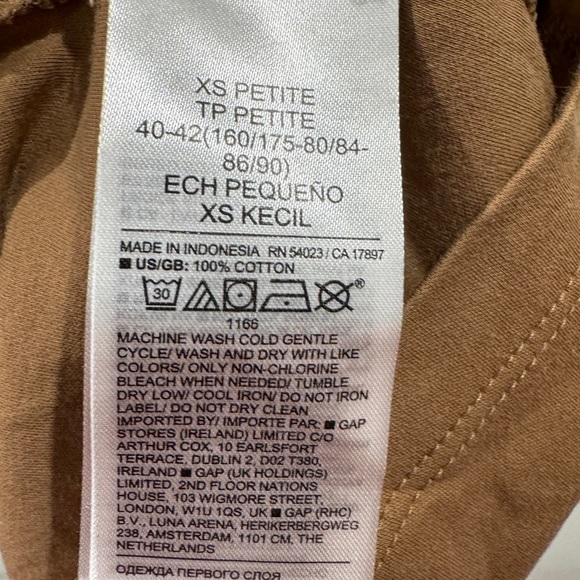 XS PETITE
TP PETITE
40-42(160/175-80/84-
86/90)
ECH PEQUEÑO
XS KECIL
MADE IN INDONESIA RN 54023 / CA 17897
■ US/GB: 100% COTTON
30 ®
1166
MACHINE WASH COLD GENTLE
CYCLE/ WASH AND DRY WITH LIKE
COLORS/ ONLY NON-CHLORINE
BLEACH WHEN NEEDED/ TUMBLE
DRY LOW/ COOL IRON/ DO NOT IRON
LABEL/ DO NOT DRY CLEAN
IMPORTED BY/ IMPORTE PAR: ■ GAP
STORES (IRELAND) LIMITED C/O
ARTHUR COX, 10 EARLSFORT
TERRACE, DUBLIN 2, D02 T380,
IRELAND ■ GAP (UK HOLDINGS)
LIMITED, 2ND FLOOR NATIONS
HOUSE, 103 WIGMORE STREET,
LONDON, W1U 1QS, UK ■ GAP (RHC)
B.V., LUNA ARENA, HERIKERBERGWEG
238, AMSTERDAM, 1101 CM, THE
NETHERLANDS
ОДЕЖДА ПЕРВОГО СЛОЯ